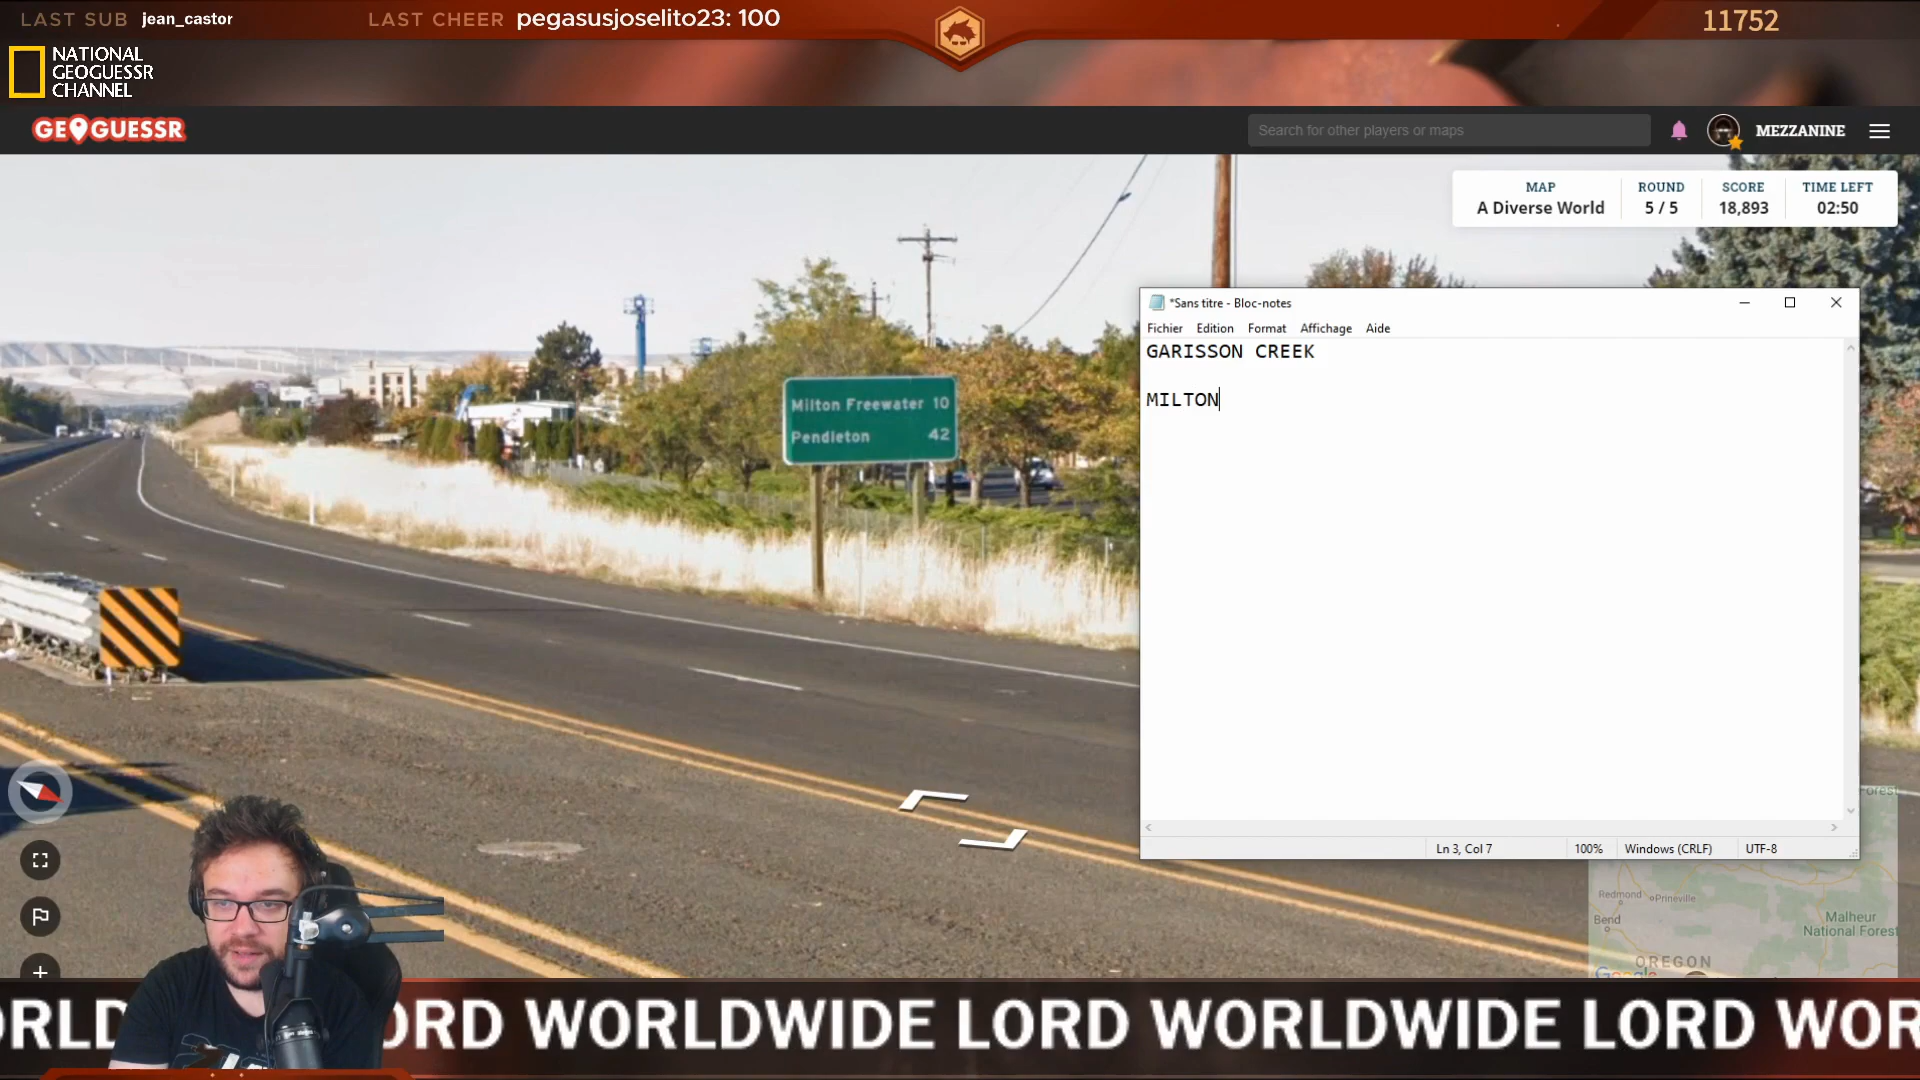 LAST SUB jean_castor LAST CHEER pegasusjoselito23: 100 11752
NATIONAL
GEOGUESSR
CHANNEL
GEOGUESSR Search for other players or maps MEZZANINE
MAP ROUND SCORE TIME LEFT
A Diverse World 5 / 5 18,893 02:50
*Sans titre - Bloc-notes
Fichier Edition Format Affichage Aide
GARISSON CREEK
MILTON
Milton Freewater 10
Pendleton 42
Ln 3, Col 7 100% Windows (CRLF) UTF-8
Forest
Redmond Prineville
Bend
Malheur
National Forest
OREGON
Google
ORLD ORD WORLDWIDE LORD WORLDWIDE LORD WOR